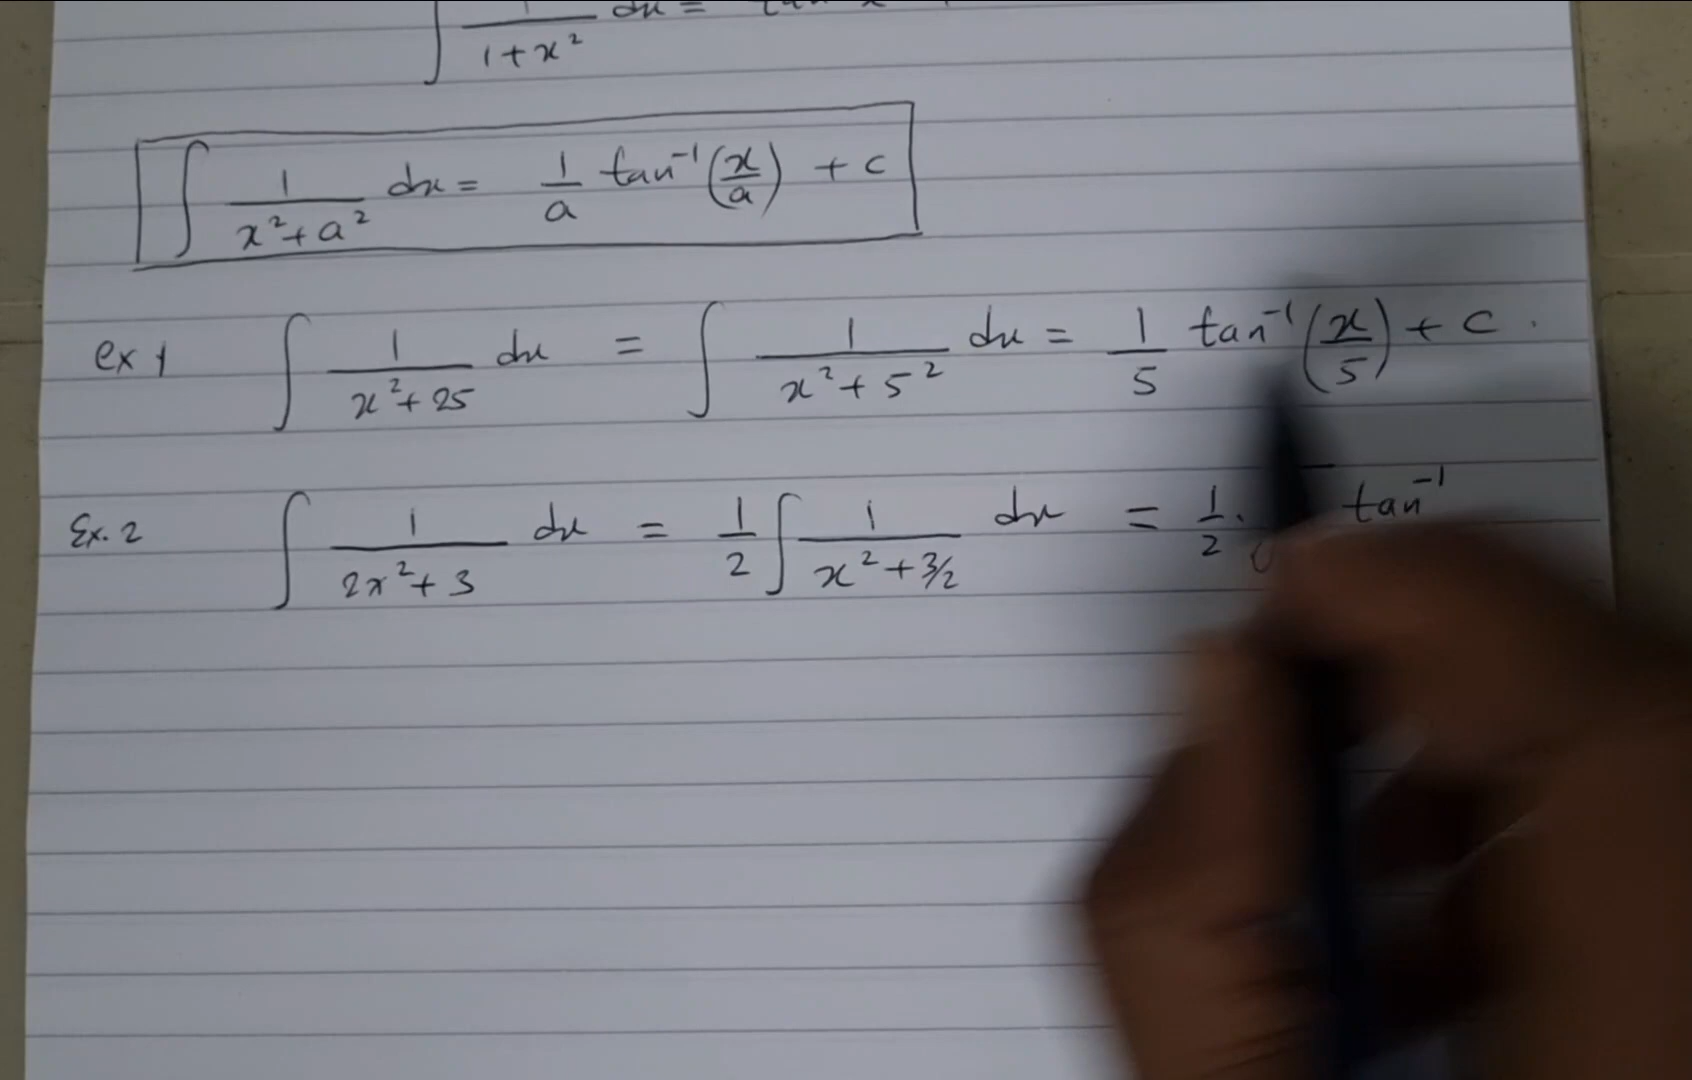 ∫ 1/(1+x²) dx =
∫ 1/(x²+a²) dx = 1/a tan⁻¹(x/a) + c
ex 1 ∫ 1/(x²+25) dx = ∫ 1/(x²+5²) dx = 1/5 tan⁻¹(x/5) + c.
Ex. 2 ∫ 1/(2x²+3) dx = 1/2 ∫ 1/(x²+3/2) dx = 1/2 . tan⁻¹